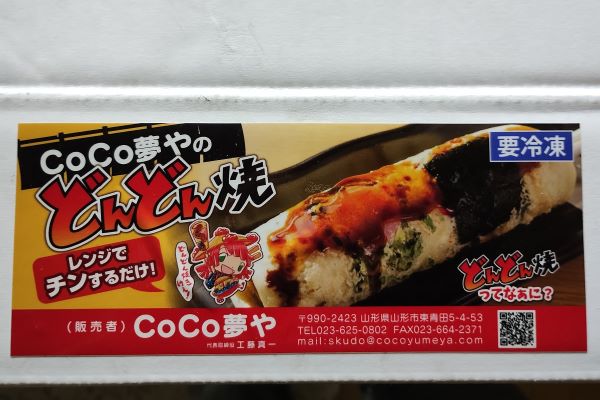 CoCo夢やの
要冷凍
どんどん焼
レンジで
チンするだけ!
どんどん焼
ってなぁに?
(販売者) CoCo夢や
代表取締役 工藤真一
〒990-2423 山形県山形市東青田5-4-53
TEL023-625-0802 FAX023-664-2371
mail:skudo@cocoyumeya.com